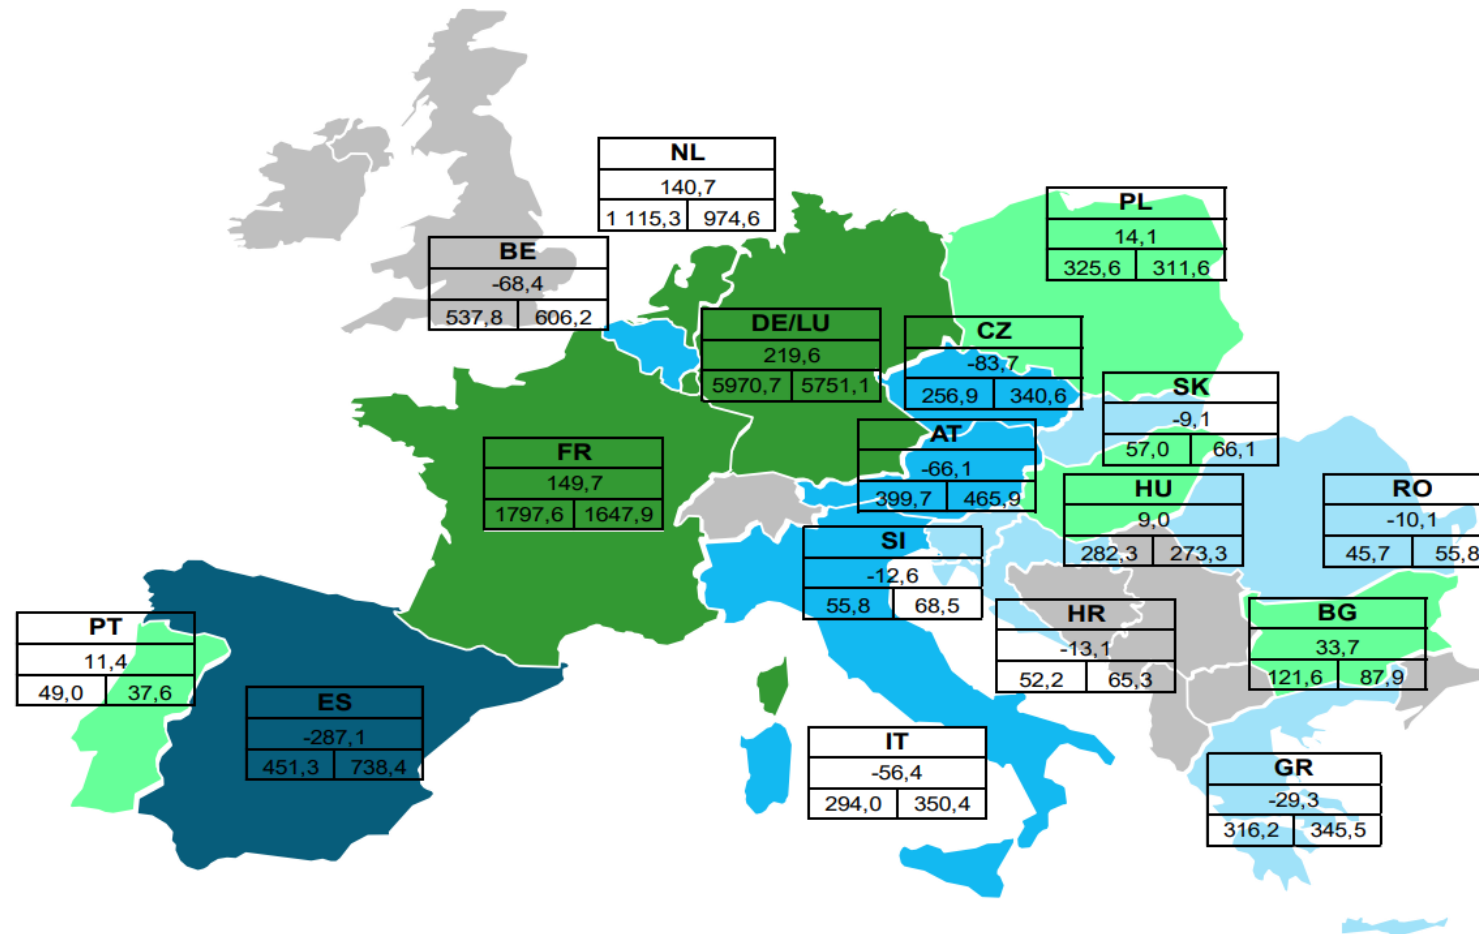 NL
140,7
1 115,3 974,6
PL
14,1
325,6 311,6
BE
-68,4
537,8 606,2
DE/LU
219,6
5970,7 5751,1
CZ
-83,7
256,9 340,6
SK
-9,1
57,0 66,1
AT
-66,1
399,7 465,9
FR
149,7
1797,6 1647,9
HU
9,0
282,3 273,3
RO
-10,1
45,7 55,8
SI
-12,6
55,8 68,5
HR
-13,1
52,2 65,3
BG
33,7
121,6 87,9
PT
11,4
49,0 37,6
ES
-287,1
451,3 738,4
IT
-56,4
294,0 350,4
GR
-29,3
316,2 345,5